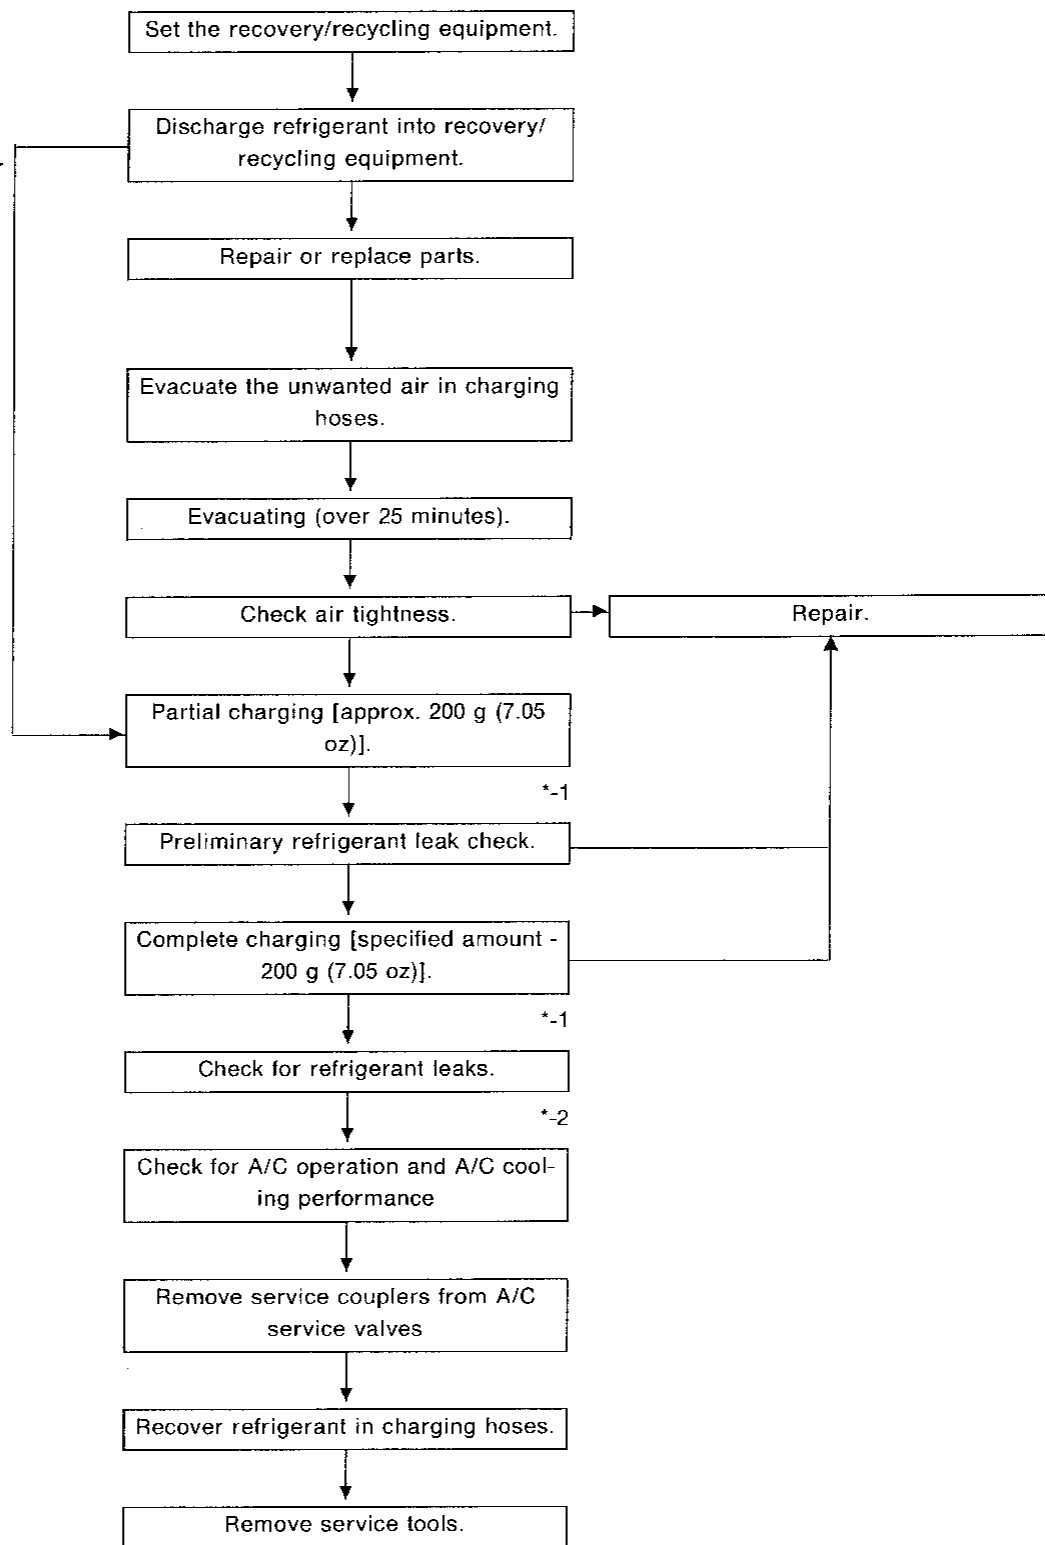 Set the recovery/recycling equipment.
Discharge refrigerant into recovery/
recycling equipment.
Repair or replace parts.
Evacuate the unwanted air in charging
hoses.
Evacuating (over 25 minutes).
Check air tightness.
Repair.
Partial charging [approx. 200 g (7.05
oz)].
*-1
Preliminary refrigerant leak check.
Complete charging [specified amount -
200 g (7.05 oz)].
*-1
Check for refrigerant leaks.
*-2
Check for A/C operation and A/C cool-
ing performance
Remove service couplers from A/C
service valves
Recover refrigerant in charging hoses.
Remove service tools.